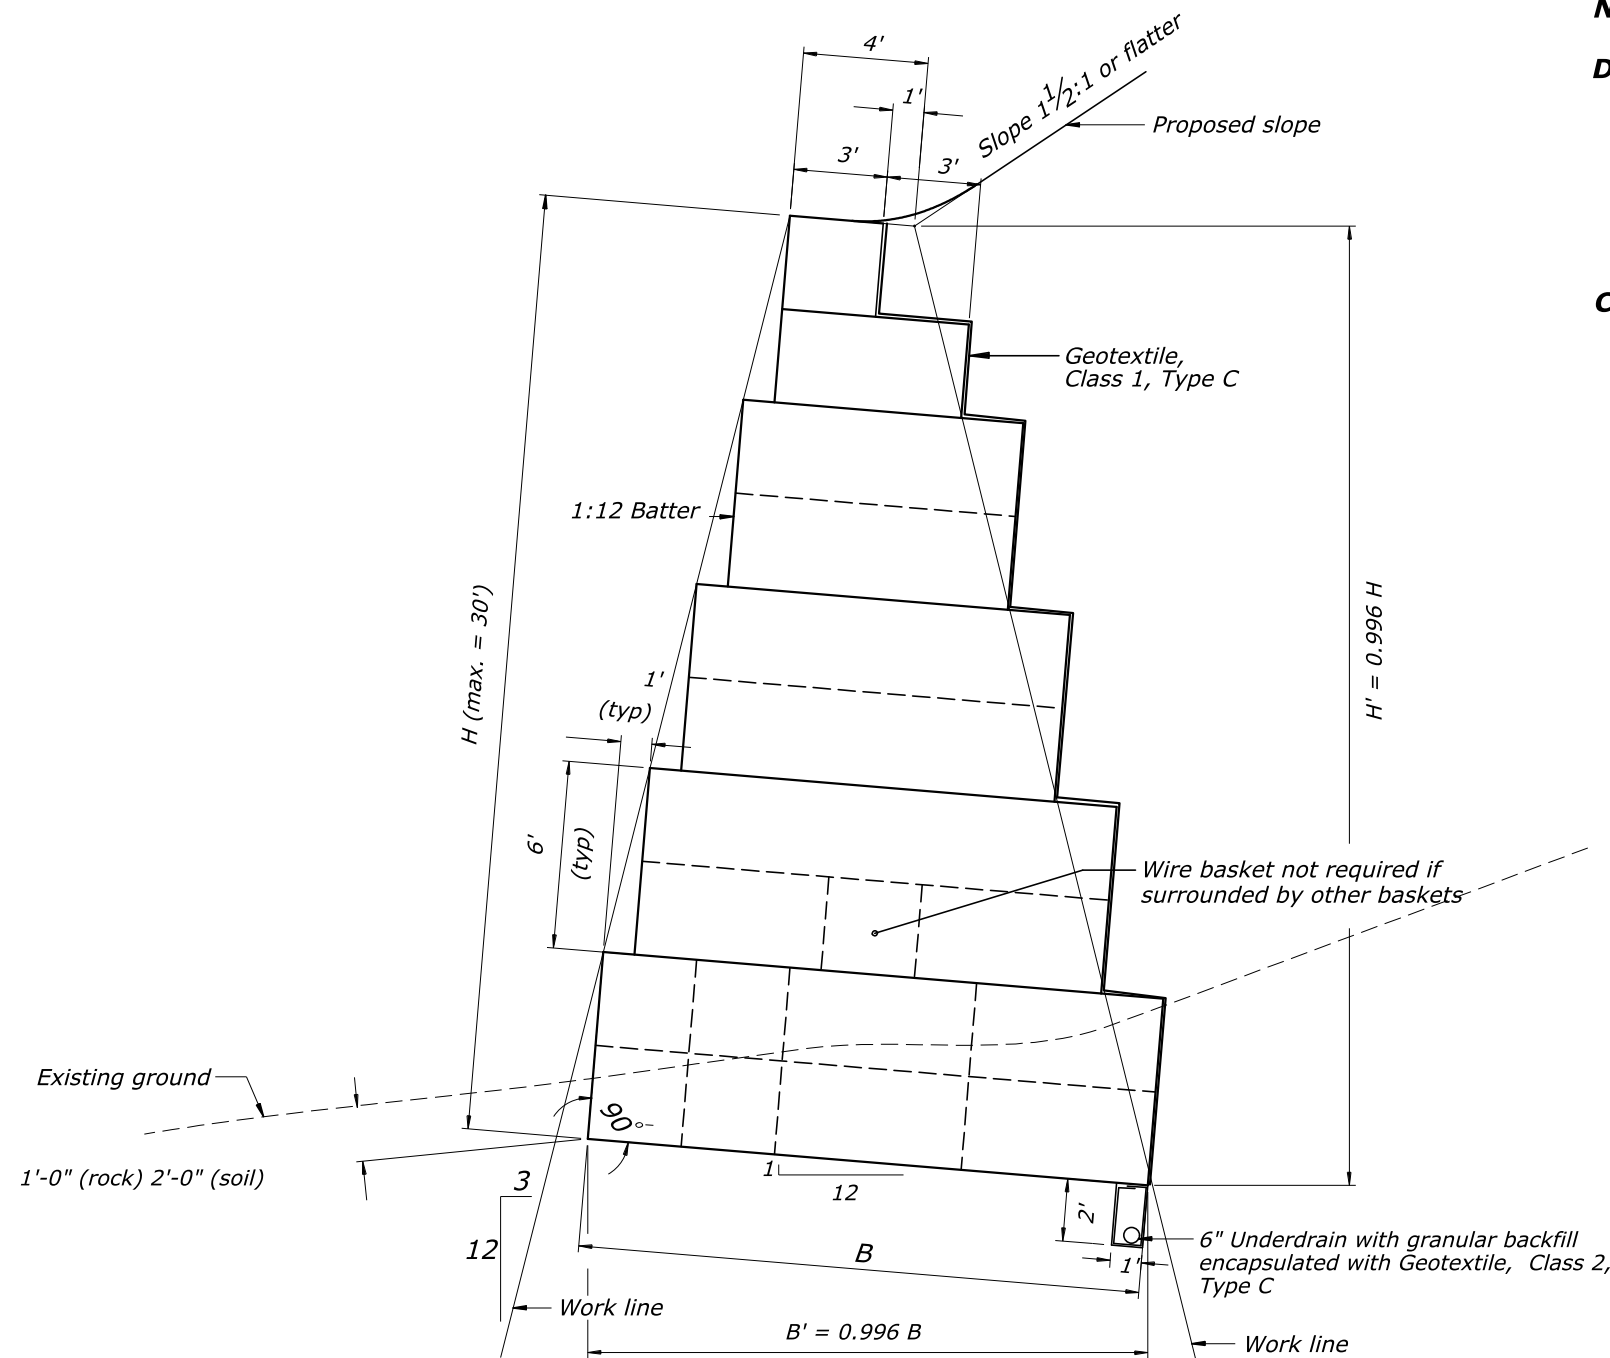 N
4'
1'
Slope 1 1/2:1 or flatter
D
Proposed slope
3'
3'
C
Geotextile,
Class 1, Type C
1:12 Batter
H (max. = 30')
H' = 0.996 H
1'
(typ)
6'
(typ)
Wire basket not required if
surrounded by other baskets
Existing ground
90°
1'-0" (rock) 2'-0" (soil)
1
12
3
12
2'
B
1'
6" Underdrain with granular backfill
encapsulated with Geotextile, Class 2,
Type C
Work line
B' = 0.996 B
Work line